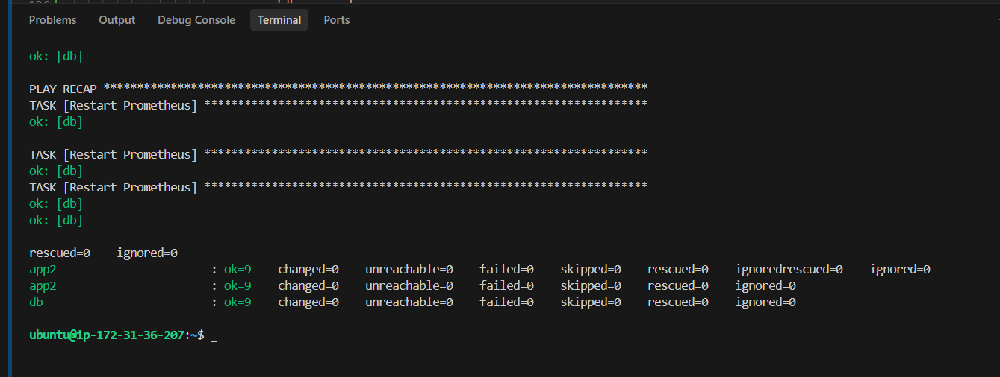 Problems Output Debug Console Terminal Ports
ok: [db]
PLAY RECAP *********************************************************************************
TASK [Restart Prometheus] ******************************************************************
ok: [db]
TASK [Restart Prometheus] ******************************************************************
ok: [db]
TASK [Restart Prometheus] ******************************************************************
ok: [db]
ok: [db]
rescued=0    ignored=0
app2                       : ok=9    changed=0    unreachable=0    failed=0    skipped=0    rescued=0    ignoredrescued=0    ignored=0
app2                       : ok=9    changed=0    unreachable=0    failed=0    skipped=0    rescued=0    ignored=0
db                         : ok=9    changed=0    unreachable=0    failed=0    skipped=0    rescued=0    ignored=0
ubuntu@ip-172-31-36-207:~$